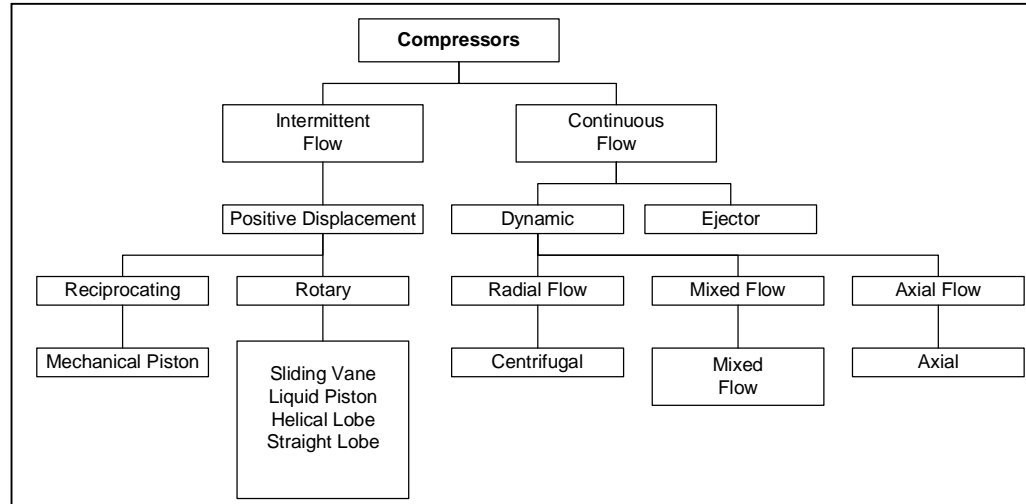 Compressors
Intermittent
Flow
Continuous
Flow
Positive Displacement
Dynamic
Ejector
Reciprocating
Rotary
Radial Flow
Mixed Flow
Axial Flow
Mechanical Piston
Sliding Vane
Liquid Piston
Helical Lobe
Straight Lobe
Centrifugal
Mixed
Flow
Axial